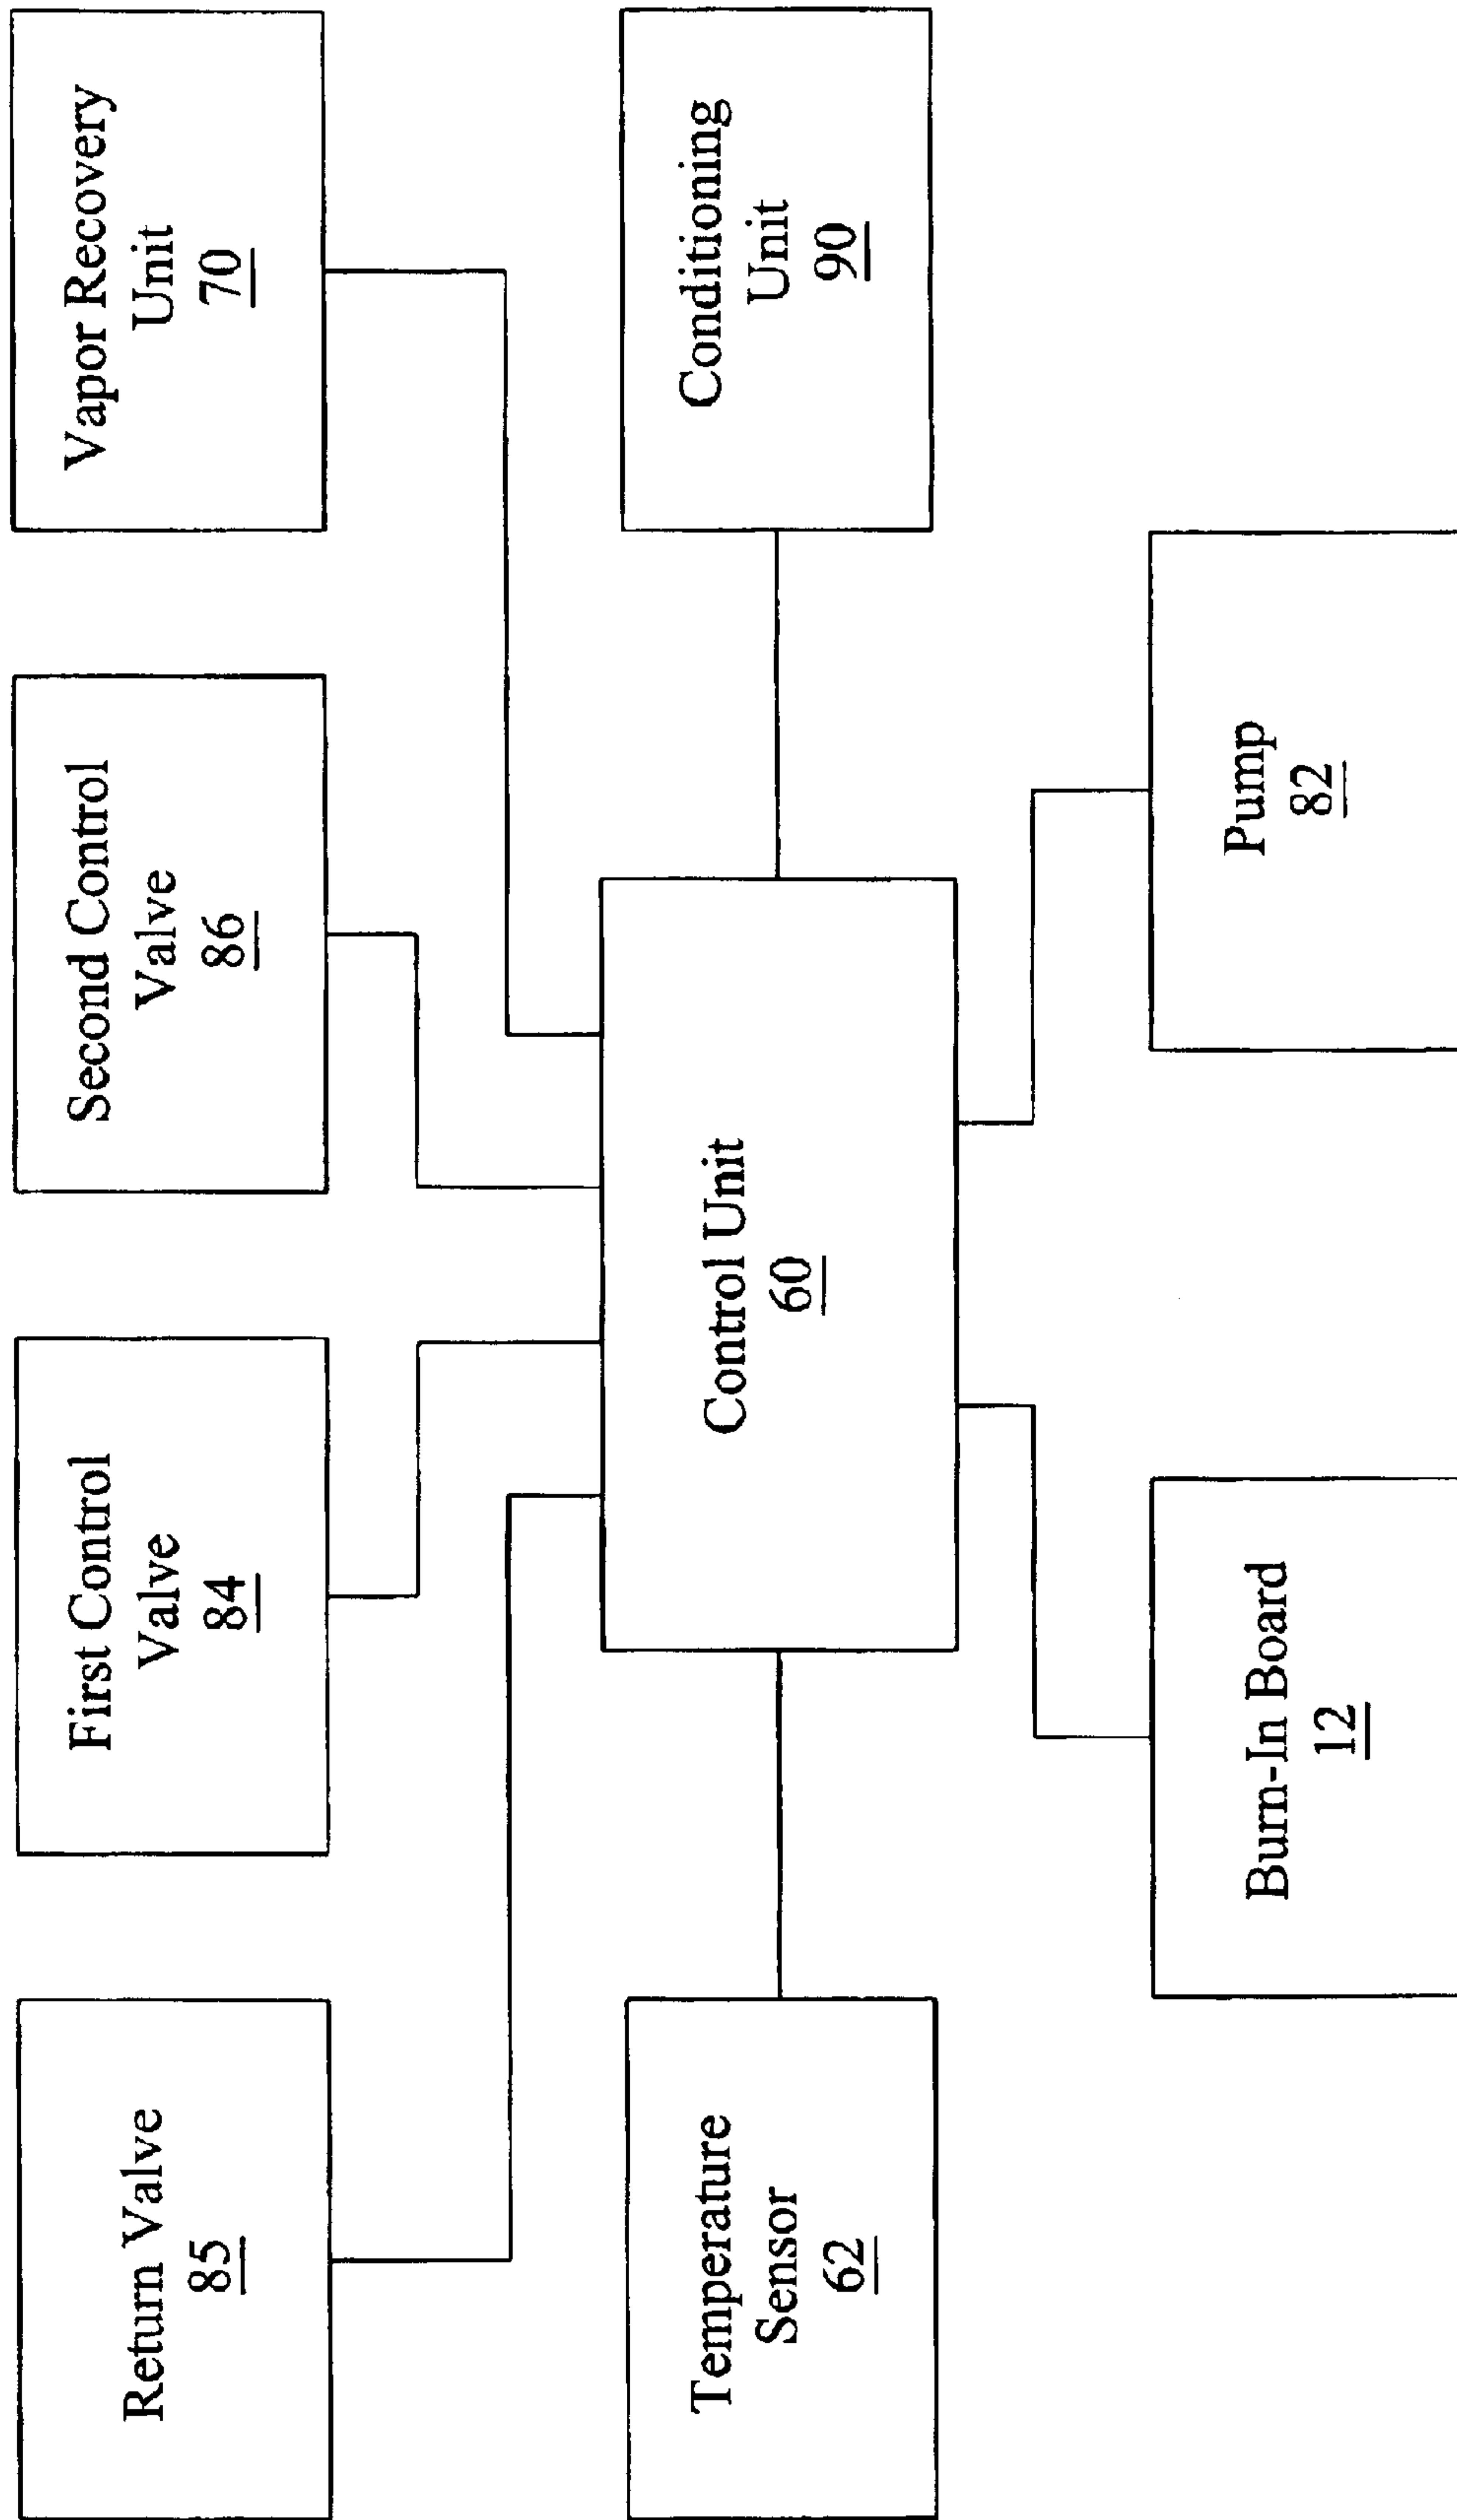 Return Valve
85
First Control
Valve
84
Second Control
Valve
86
Vapor Recovery
Unit
70
Temperature
Sensor
62
Control Unit
60
Conditioning
Unit
90
Burn-In Board
12
Pump
82